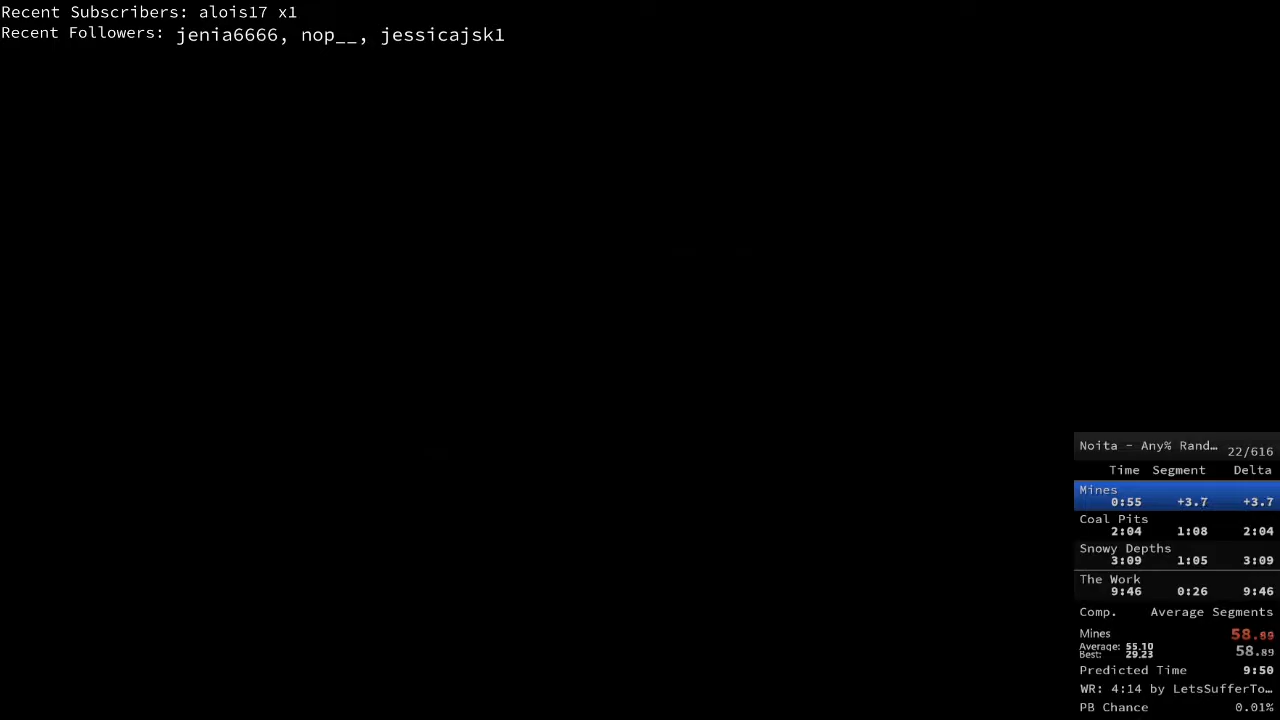 Recent Subscribers: alois17 x1
Recent Followers: jenia6666, nop__, jessicajsk1
Noita - Any% Rand… 22/616
Time Segment Delta
Mines
0:55 +3.7 +3.7
Coal Pits
2:04 1:08 2:04
Snowy Depths
3:09 1:05 3:09
The Work
9:46 0:26 9:46
Comp. Average Segments
Mines 58.89
Average: 55.10
Best: 29.23 58.89
Predicted Time 9:50
WR: 4:14 by LetsSufferTo…
PB Chance 0.01%